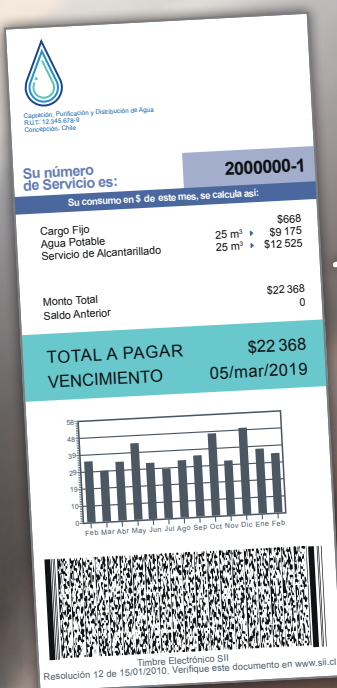 Captación, Purificación y Distribución de Agua
R.U.T: 12.345.678-9
Concepción, Chile
Su número
de Servicio es:
2000000-1
Su consumo en $ de este mes, se calcula así:
Cargo Fijo $668
Agua Potable 25 m³ $9 175
Servicio de Alcantarillado 25 m³ $12 525
Monto Total $22 368
Saldo Anterior 0
TOTAL A PAGAR $22 368
VENCIMIENTO 05/mar/2019
58
48
39
29
19
10
0
Feb Mar Abr May Jun Jul Ago Sep Oct Nov Dic Ene Feb
Timbre Electrónico SII
Resolución 12 de 15/01/2010. Verifique este documento en www.sii.cl